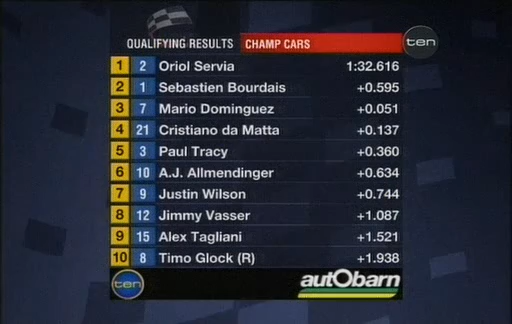 QUALIFYING RESULTS CHAMP CARS ten
1 2 Oriol Servia 1:32.616
2 1 Sebastien Bourdais +0.595
3 7 Mario Dominguez +0.051
4 21 Cristiano da Matta +0.137
5 3 Paul Tracy +0.360
6 10 A.J. Allmendinger +0.634
7 9 Justin Wilson +0.744
8 12 Jimmy Vasser +1.087
9 15 Alex Tagliani +1.521
10 8 Timo Glock (R) +1.938
ten autObarn